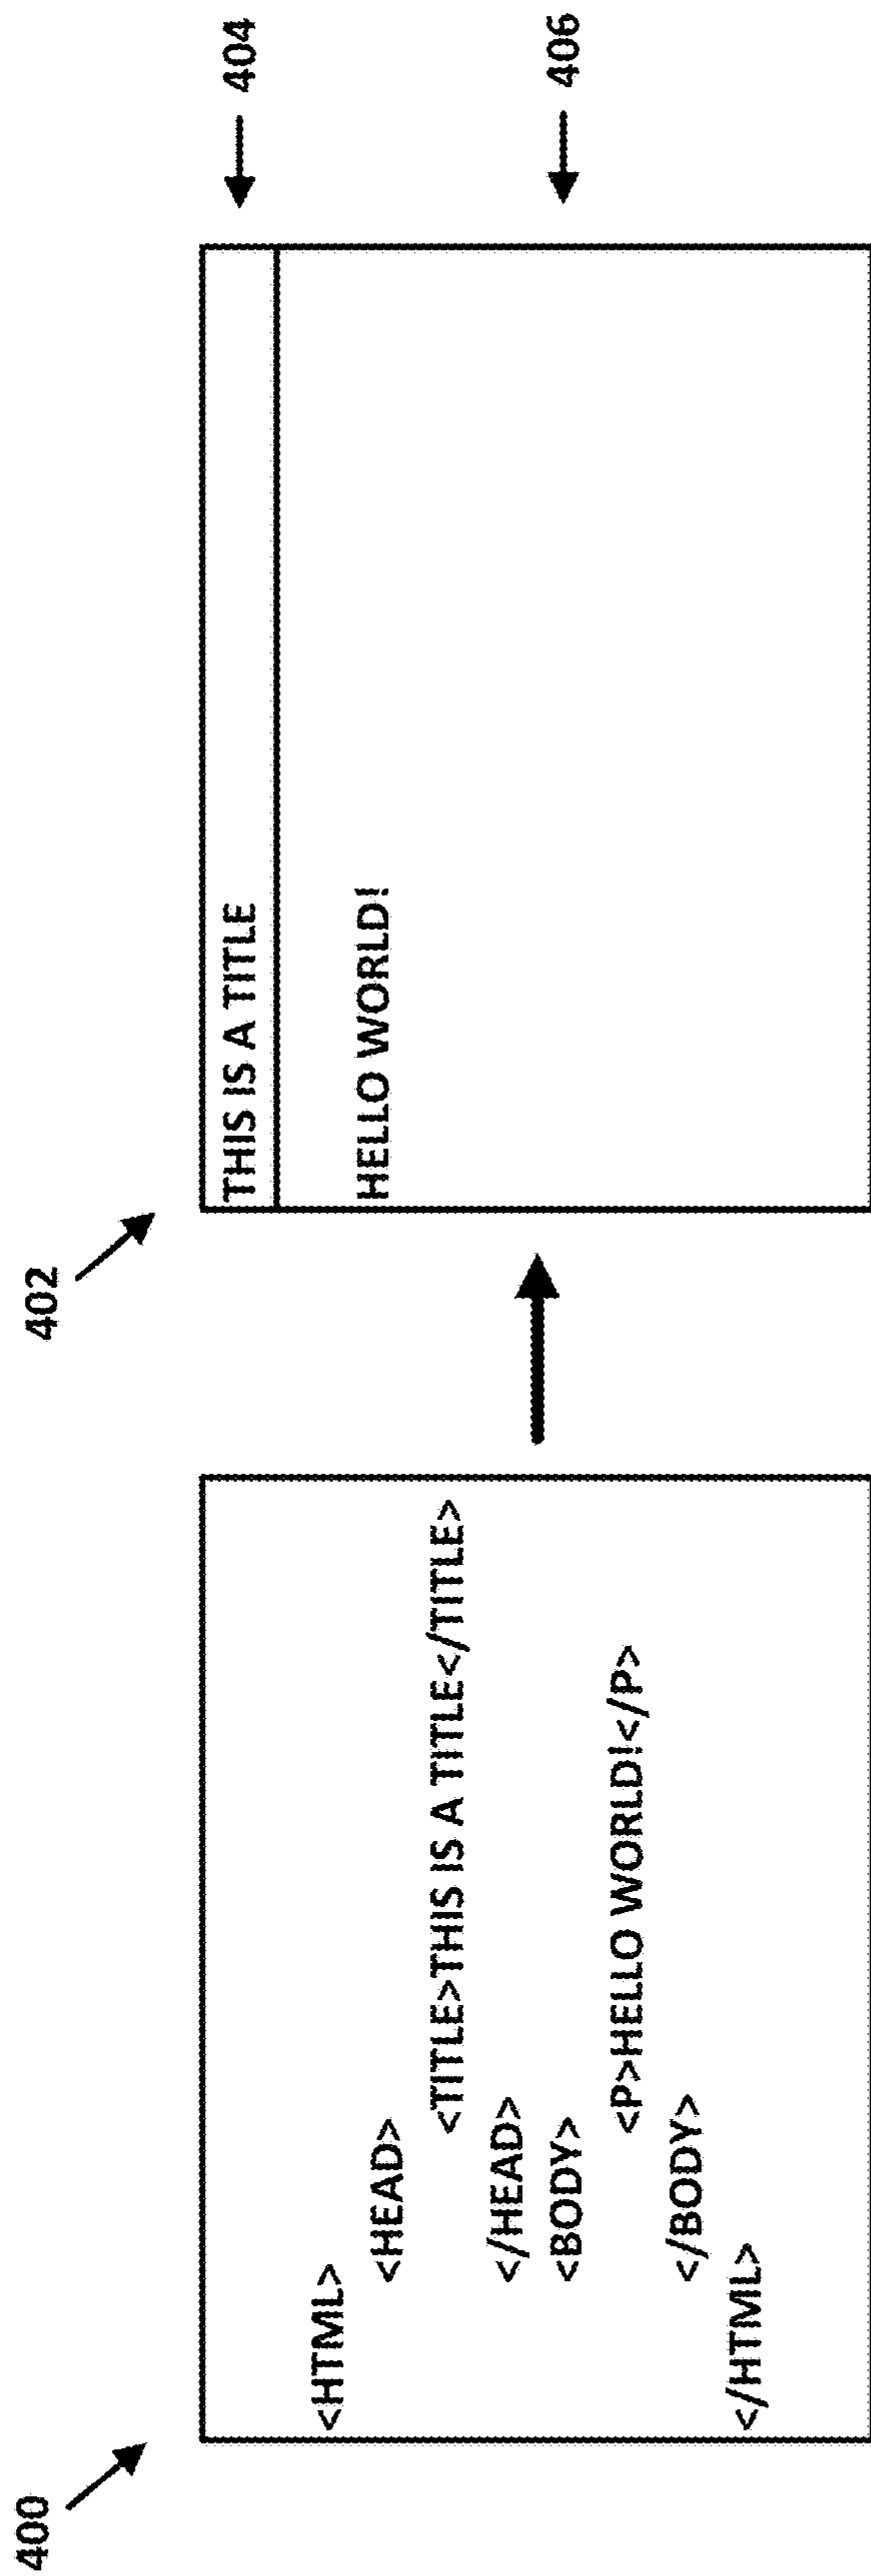 400
<HTML>
<HEAD>
<TITLE>THIS IS A TITLE</TITLE>
</HEAD>
<BODY>
<P>HELLO WORLD!</P>
</BODY>
</HTML>
402
THIS IS A TITLE
HELLO WORLD!
404
406